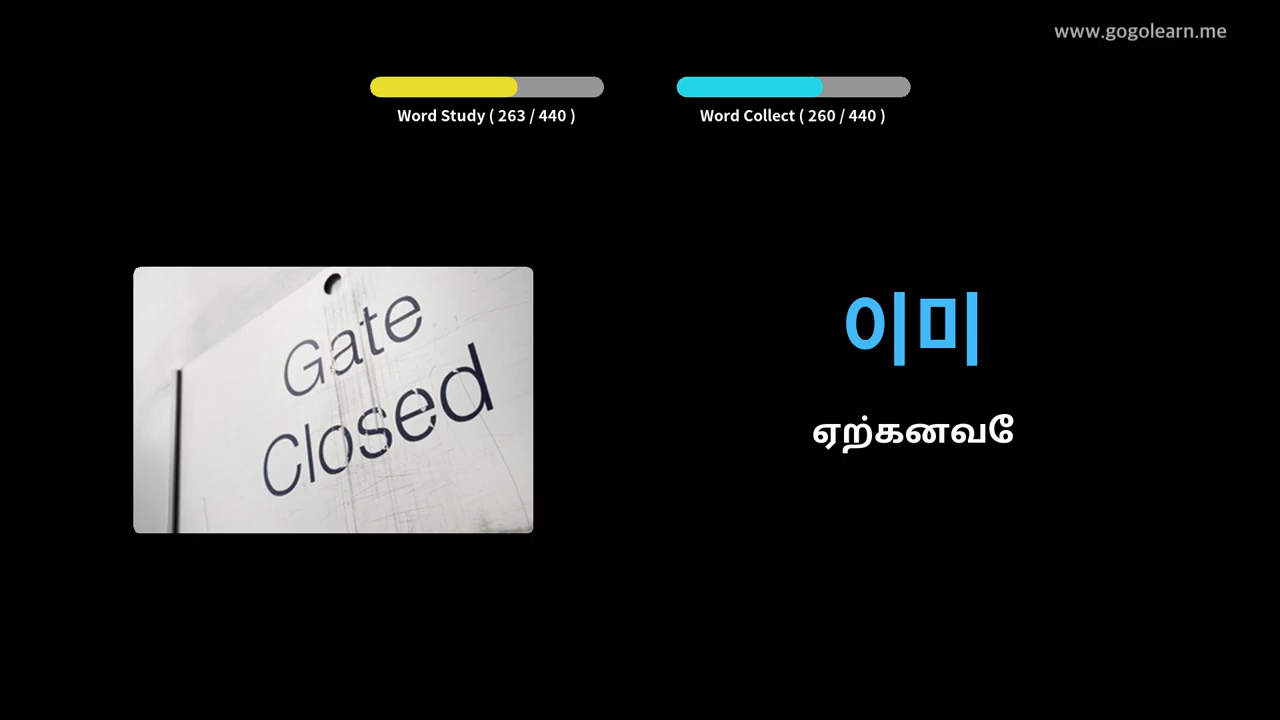 www.gogolearn.me
Word Study ( 263 / 440 )
Word Collect ( 260 / 440 )
Gate
Closed
이미
ஏற்கனவே